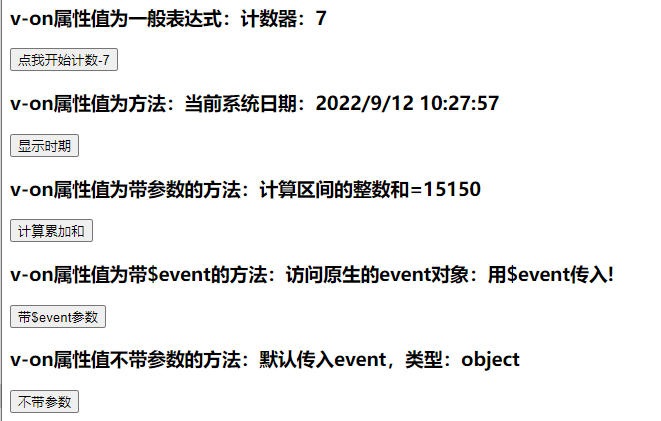 v-on属性值为一般表达式：计数器：7
点我开始计数-7
v-on属性值为方法：当前系统日期：2022/9/12 10:27:57
显示时期
v-on属性值为带参数的方法：计算区间的整数和=15150
计算累加和
v-on属性值为带$event的方法：访问原生的event对象：用$event传入!
带$event参数
v-on属性值不带参数的方法：默认传入event，类型：object
不带参数